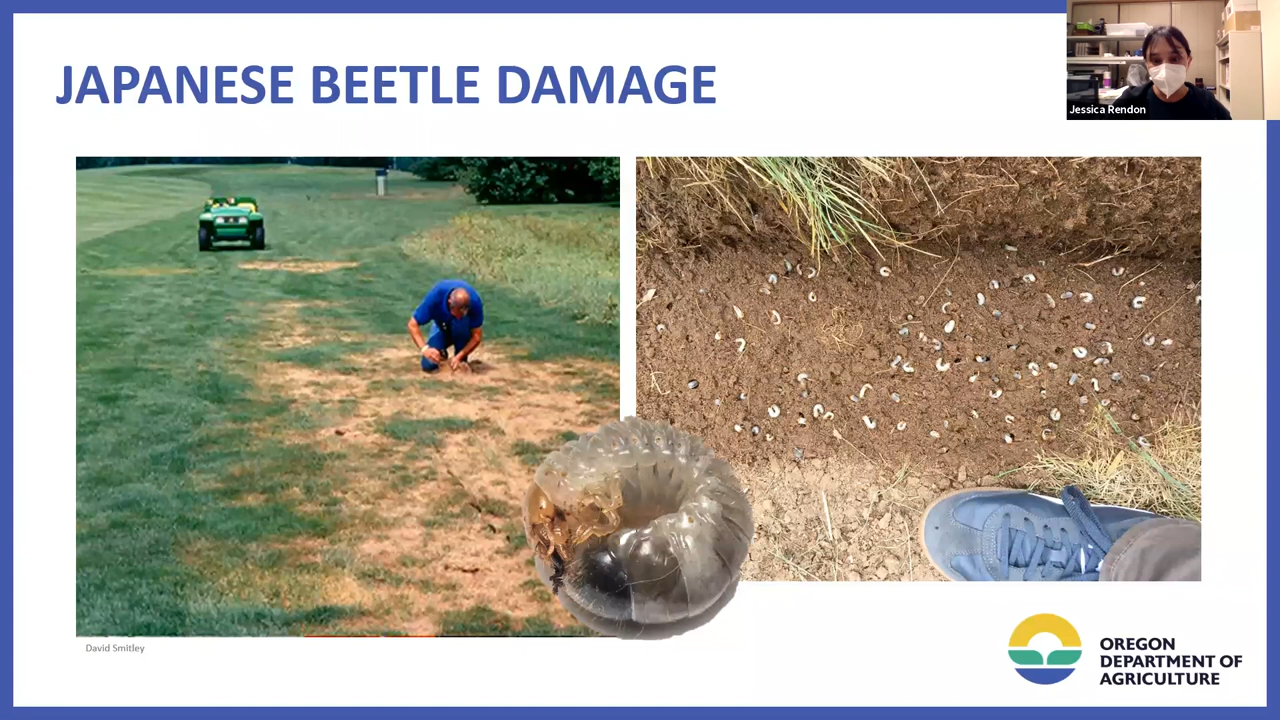 JAPANESE BEETLE DAMAGE
Jessica Rendon
David Smitley
OREGON
DEPARTMENT OF
AGRICULTURE